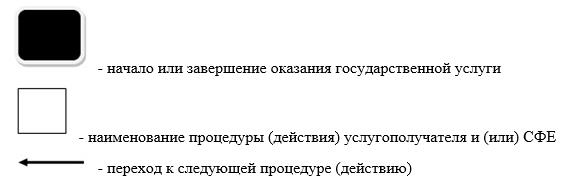 - начало или завершение оказания государственной услуги
- наименование процедуры (действия) услугополучателя и (или) СФЕ
- переход к следующей процедуре (действию)